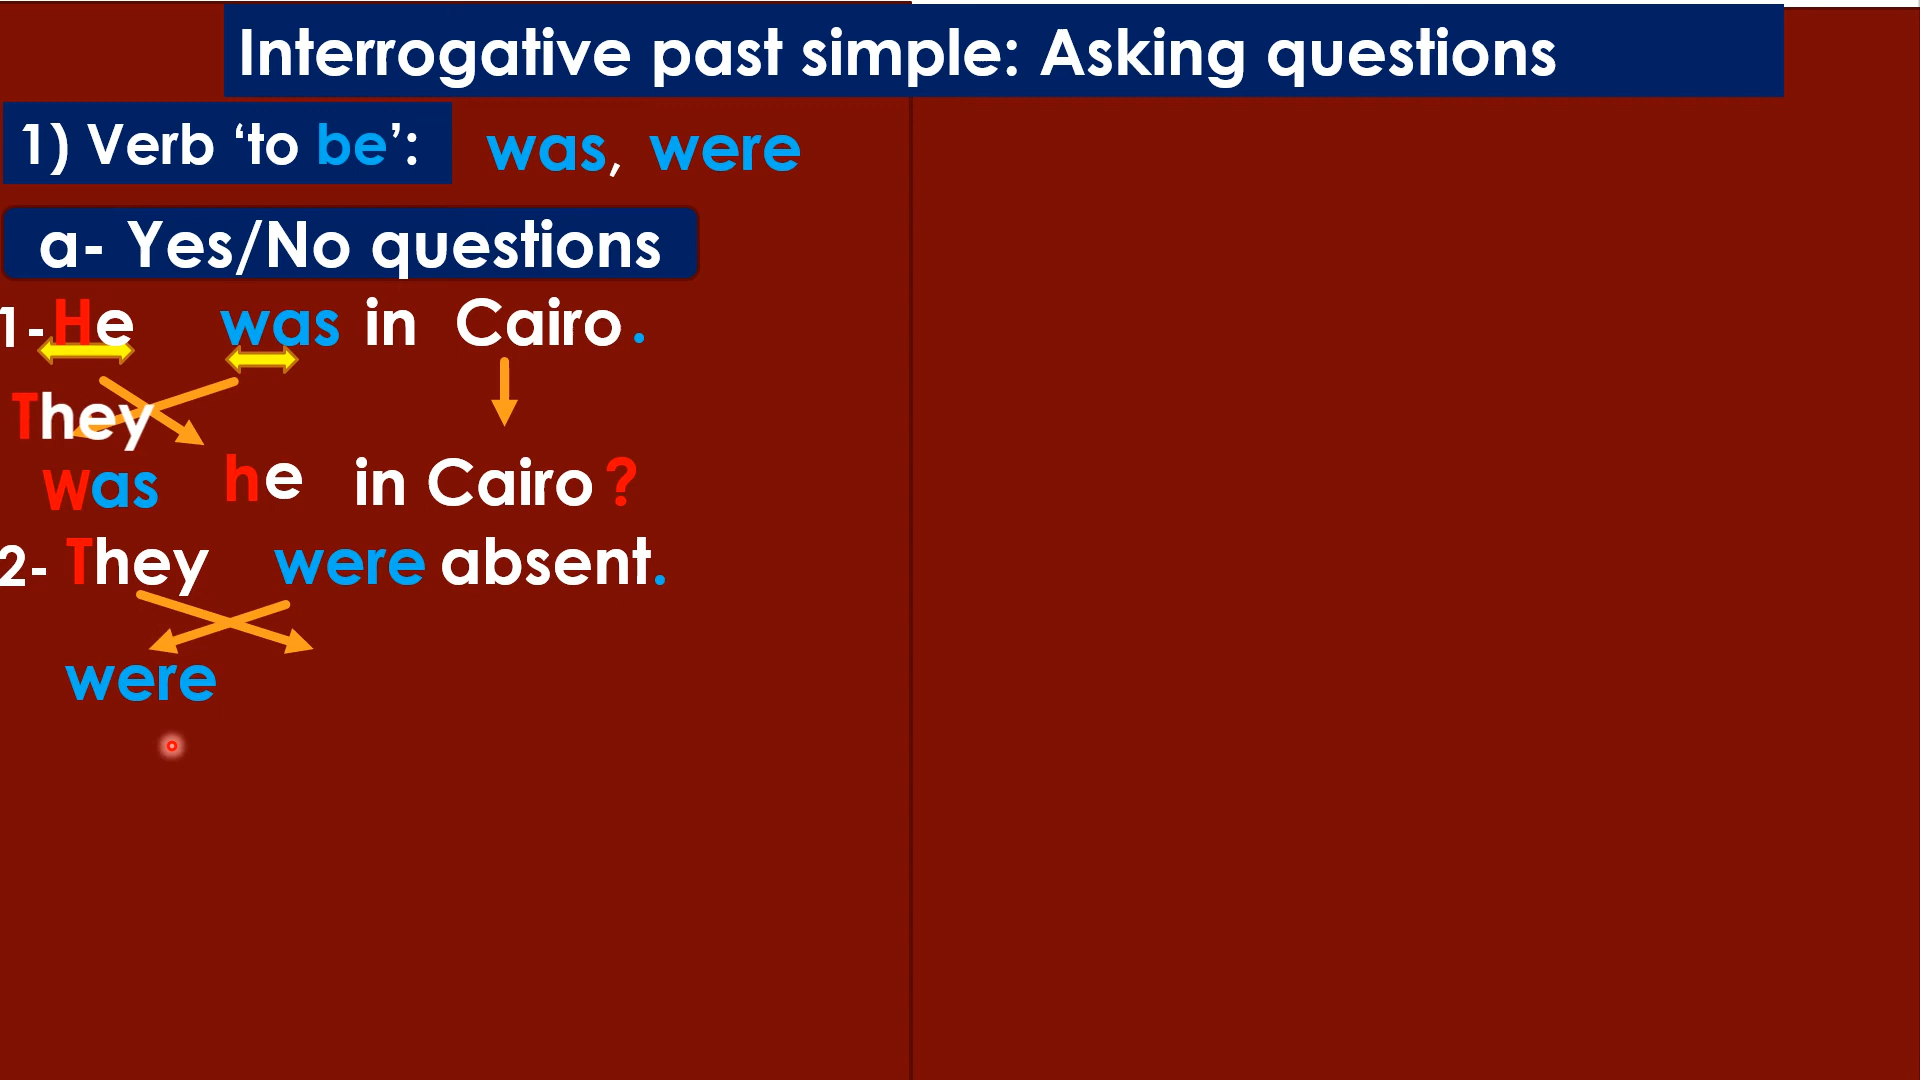 Interrogative past simple: Asking questions
1) Verb ‘to be’: was, were
a- Yes/No questions
1- He was in Cairo .
They
was he in Cairo ?
2- They were absent.
were